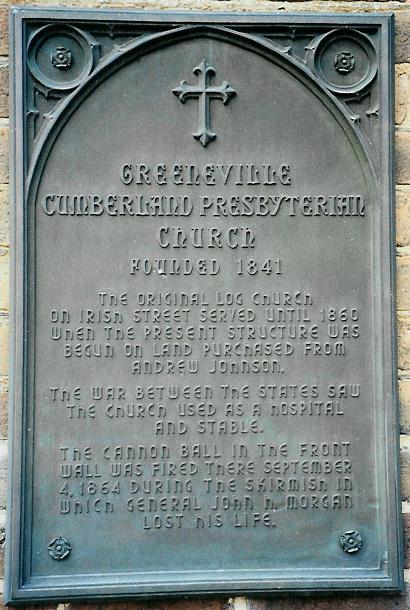 GREENEVILLE
CUMBERLAND PRESBYTERIAN
CHURCH
FOUNDED 1841
THE ORIGINAL LOG CHURCH
ON IRISH STREET SERVED UNTIL 1860
WHEN THE PRESENT STRUCTURE WAS
BEGUN ON LAND PURCHASED FROM
ANDREW JOHNSON.
THE WAR BETWEEN THE STATES SAW
THE CHURCH USED AS A HOSPITAL
AND STABLE.
THE CANNON BALL IN THE FRONT
WALL WAS FIRED THERE SEPTEMBER
4, 1864 DURING THE SKIRMISH IN
WHICH GENERAL JOHN H. MORGAN
LOST HIS LIFE.